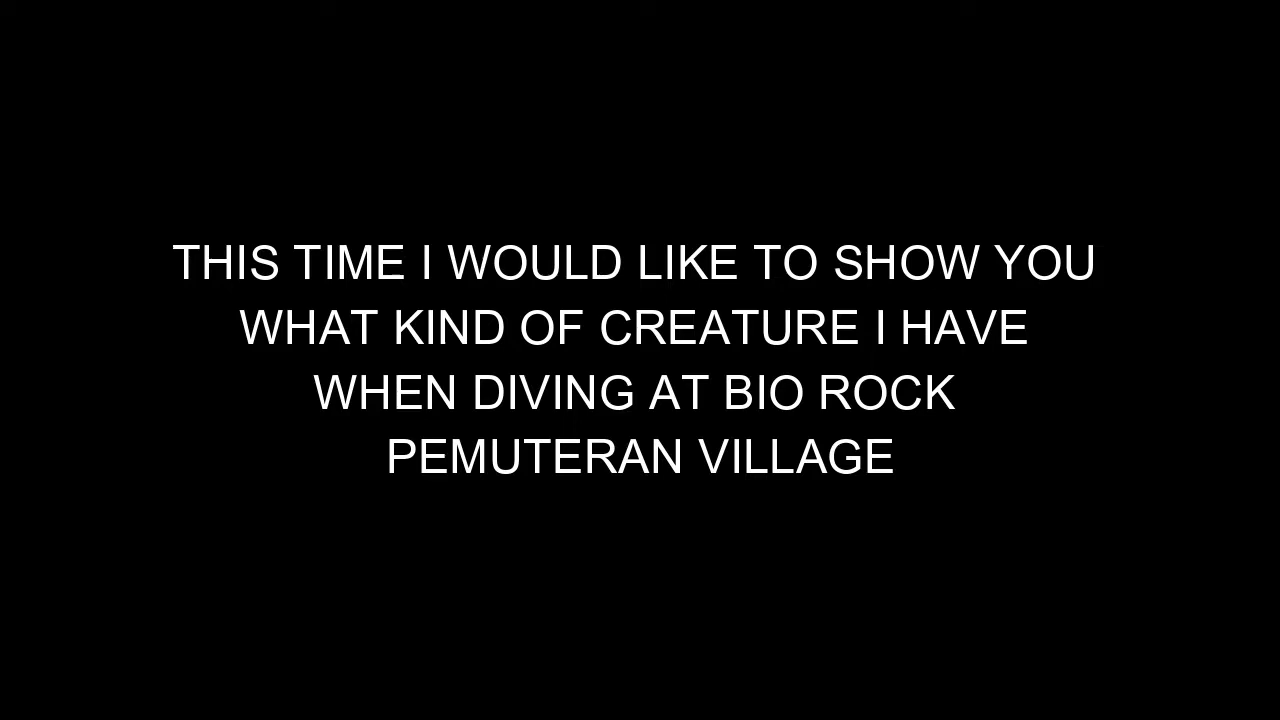 THIS TIME I WOULD LIKE TO SHOW YOU
WHAT KIND OF CREATURE I HAVE
WHEN DIVING AT BIO ROCK
PEMUTERAN VILLAGE